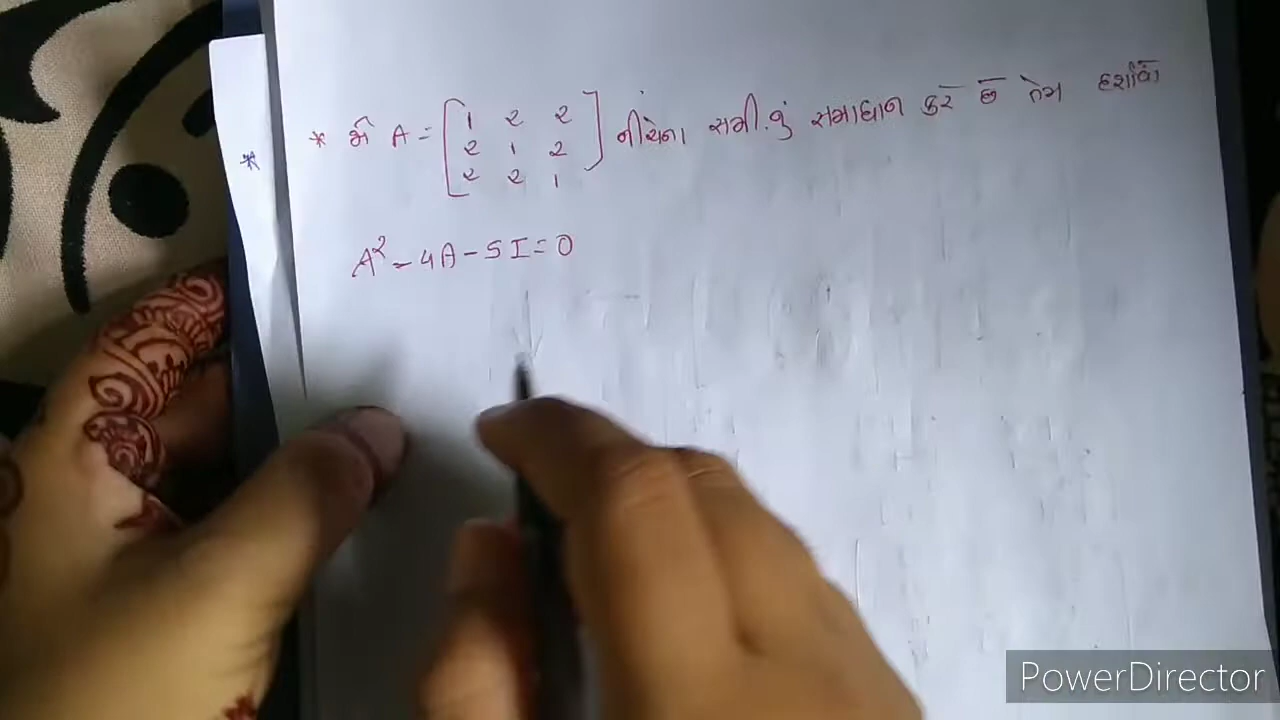 * જો A = [ 1 2 2 ] નીચેના સમી.નું સમાધાન કરે છે તેમ દર્શાવો
2 1 2
2 2 1
*
A² - 4A - 5I = 0
PowerDirector